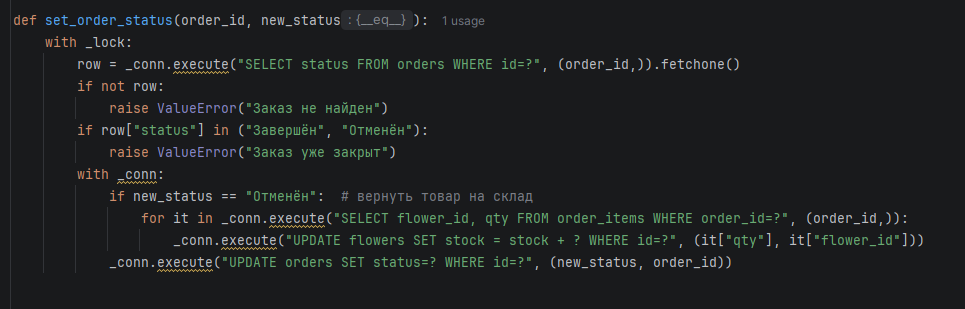 def set_order_status(order_id, new_status : {__eq__} ):  1 usage
    with _lock:
        row = _conn.execute("SELECT status FROM orders WHERE id=?", (order_id,)).fetchone()
        if not row:
            raise ValueError("Заказ не найден")
        if row["status"] in ("Завершён", "Отменён"):
            raise ValueError("Заказ уже закрыт")
        with _conn:
            if new_status == "Отменён":  # вернуть товар на склад
                for it in _conn.execute("SELECT flower_id, qty FROM order_items WHERE order_id=?", (order_id,)):
                    _conn.execute("UPDATE flowers SET stock = stock + ? WHERE id=?", (it["qty"], it["flower_id"]))
            _conn.execute("UPDATE orders SET status=? WHERE id=?", (new_status, order_id))